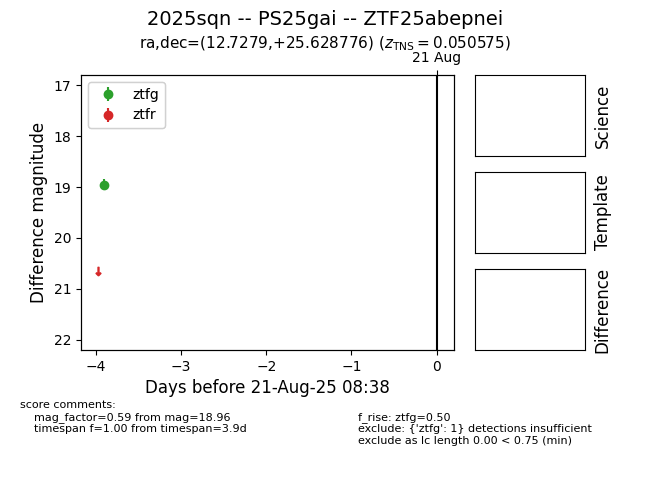 2025sqn -- PS25gai -- ZTF25abepnei
ra,dec=(12.7279,+25.628776) (zTNS = 0.050575)
21 Aug
ztfg
ztfr
17
18
19
20
21
22
Difference magnitude
−4
−3
−2
−1
0
Days before 21-Aug-25 08:38
Science
Template
Difference
score comments:
mag_factor=0.59 from mag=18.96
timespan f=1.00 from timespan=3.9d
f_rise: ztfg=0.50
exclude: {'ztfg': 1} detections insufficient
exclude as lc length 0.00 < 0.75 (min)